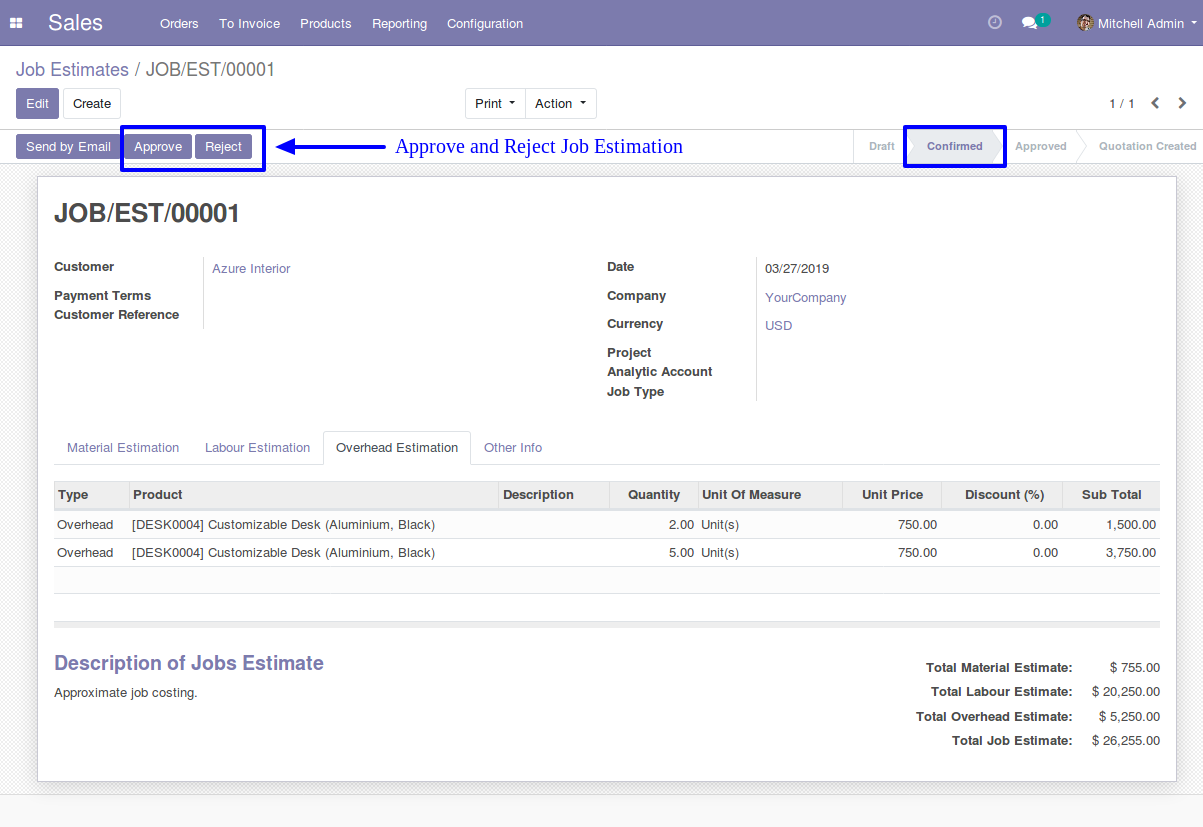 Sales Orders To Invoice Products Reporting Configuration 1 Mitchell Admin
Job Estimates / JOB/EST/00001
Edit Create Print Action 1 / 1
Send by Email Approve Reject Approve and Reject Job Estimation Draft Confirmed Approved Quotation Created
JOB/EST/00001
Customer Azure Interior Date 03/27/2019
Payment Terms Company YourCompany
Customer Reference
Currency USD
Project
Analytic Account
Job Type
Material Estimation Labour Estimation Overhead Estimation Other Info
Type Product Description Quantity Unit Of Measure Unit Price Discount (%) Sub Total
Overhead [DESK0004] Customizable Desk (Aluminium, Black) 2.00 Unit(s) 750.00 0.00 1,500.00
Overhead [DESK0004] Customizable Desk (Aluminium, Black) 5.00 Unit(s) 750.00 0.00 3,750.00
Description of Jobs Estimate
Approximate job costing.
Total Material Estimate: $ 755.00
Total Labour Estimate: $ 20,250.00
Total Overhead Estimate: $ 5,250.00
Total Job Estimate: $ 26,255.00